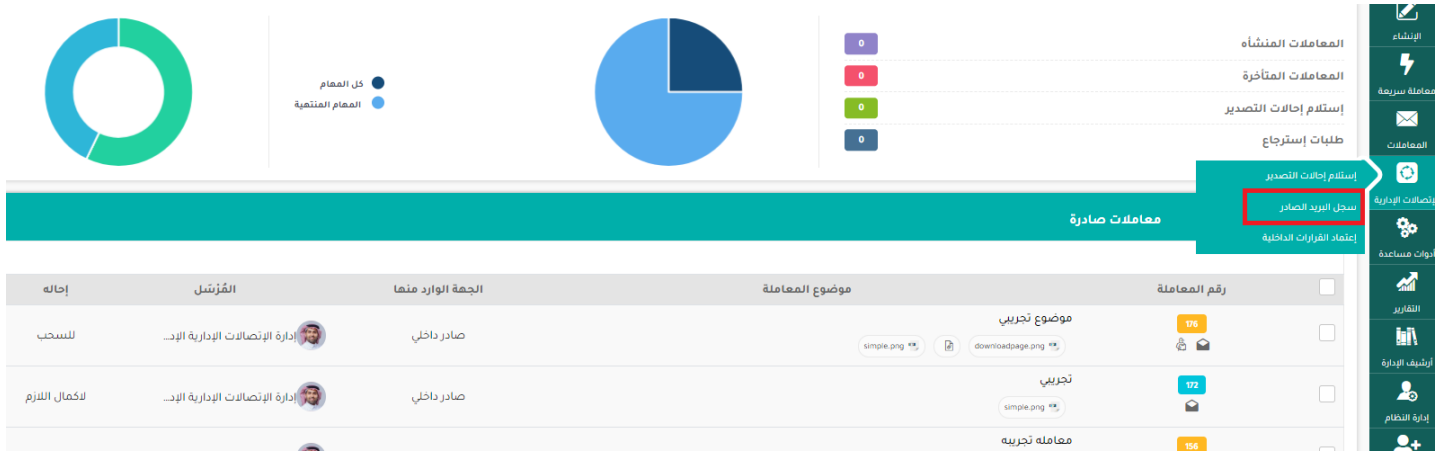 الإنشاء
معاملة سريعة
المعاملات
إتصالات الإدارية
أدوات مساعدة
التقارير
أرشيف الإدارة
إدارة النظام
إستلام إحالات التصدير
سجل البريد الصادر
إعتماد القرارات الداخلية
المعاملات المنشأه 0
المعاملات المتأخرة 0
إستلام إحالات التصدير 0
طلبات إسترجاع 0
كل المهام
المهام المنتهية
معاملات صادرة
رقم المعاملة موضوع المعاملة الجهة الوارد منها المُرْسَل إحاله
176 موضوع تجريبي صادر داخلي إدارة الإتصالات الإدارية الإد... للسحب
downloadpage.png simple.png
172 تجريبي صادر داخلي إدارة الإتصالات الإدارية الإد... لاكمال اللازم
simple.png
156 معامله تجريبه